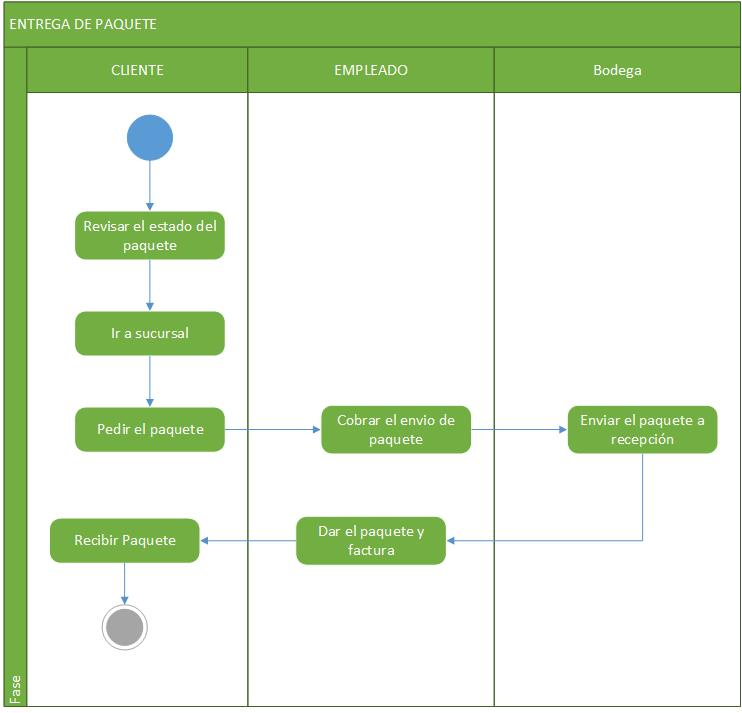 ENTREGA DE PAQUETE
CLIENTE
EMPLEADO
Bodega
Revisar el estado del
paquete
Ir a sucursal
Pedir el paquete
Cobrar el envio de
paquete
Enviar el paquete a
recepción
Recibir Paquete
Dar el paquete y
factura
Fase